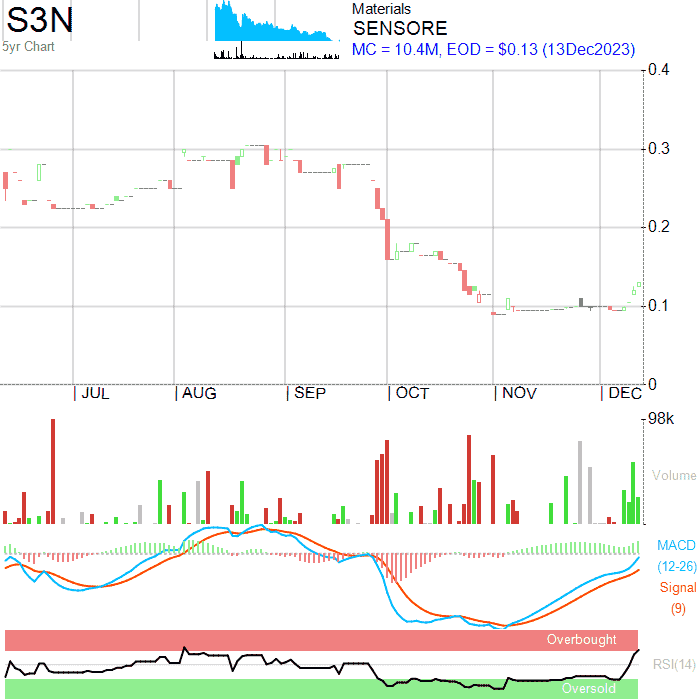 S3N
5yr Chart
Materials
SENSORE
MC = 10.4M, EOD = $0.13 (13Dec2023)
0.4
0.3
0.2
0.1
0
| JUL | AUG | SEP | OCT | NOV | DEC
98k
Volume
MACD
(12-26)
Signal
(9)
Overbought
RSI(14)
Oversold